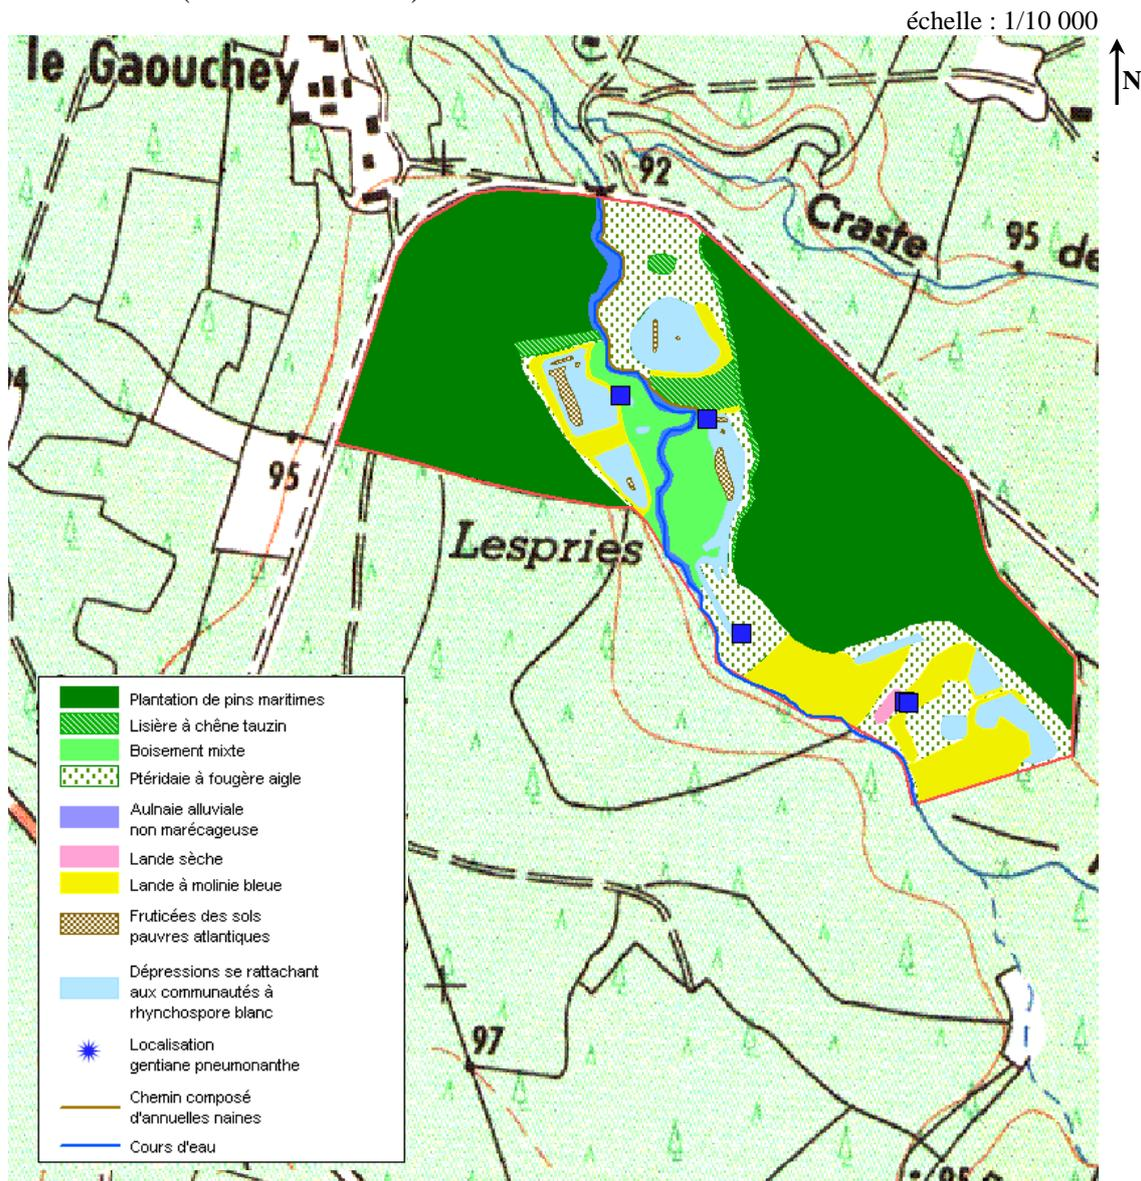 échelle : 1/10 000
N
le Gaouchey
92
Craste
95 de
95
Lespries
Plantation de pins maritimes
Lisière à chêne tauzin
Boisement mixte
Ptéridaie à fougère aigle
Aulnaie alluviale
non marécageuse
Lande sèche
Lande à molinie bleue
Fruticées des sols
pauvres atlantiques
Dépressions se rattachant
aux communautés à
rhynchospore blanc
Localisation
gentiane pneumonanthe
Chemin composé
d'annuelles naines
Cours d'eau
97